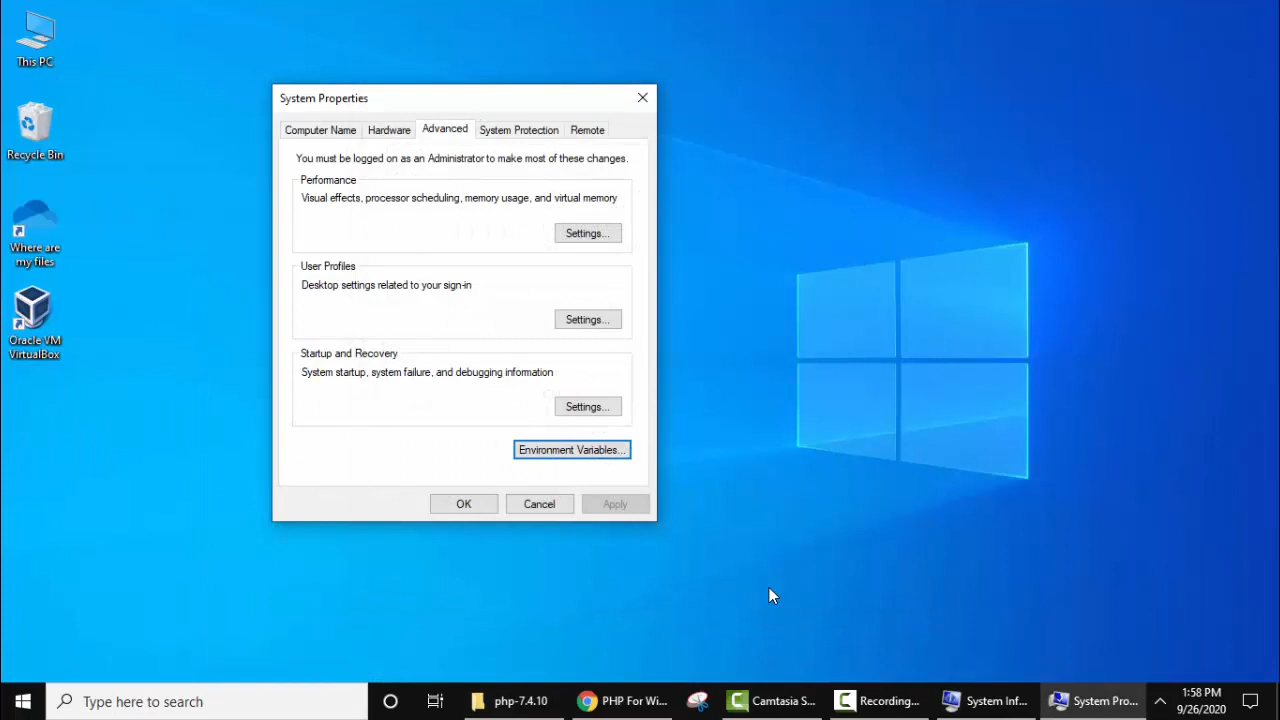 This PC
Recycle Bin
Where are
my files
Oracle VM
VirtualBox
System Properties
Computer Name
Hardware
Advanced
System Protection
Remote
You must be logged on as an Administrator to make most of these changes.
Performance
Visual effects, processor scheduling, memory usage, and virtual memory
Settings...
User Profiles
Desktop settings related to your sign-in
Settings...
Startup and Recovery
System startup, system failure, and debugging information
Settings...
Environment Variables...
OK
Cancel
Apply
Type here to search
php-7.4.10
PHP For Wi...
Camtasia S...
Recording...
System Inf...
System Pro...
1:58 PM
9/26/2020